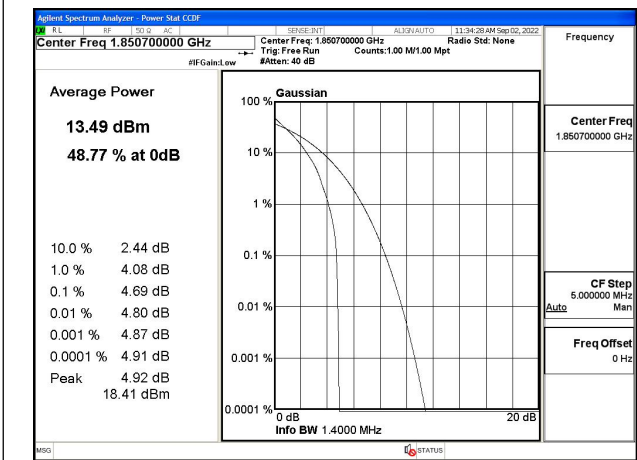 Agilent Spectrum Analyzer - Power Stat CCDF
RL RF 50 Ω AC SENSE:INT ALIGNAUTO 11:34:28 AM Sep 02, 2022
Center Freq 1.850700000 GHz
Center Freq: 1.850700000 GHz Radio Std: None
Trig: Free Run Counts:1.00 M/1.00 Mpt
#IFGain:Low #Atten: 40 dB
Frequency
Average Power
13.49 dBm
48.77 % at 0dB
10.0 % 2.44 dB
1.0 % 4.08 dB
0.1 % 4.69 dB
0.01 % 4.80 dB
0.001 % 4.87 dB
0.0001 % 4.91 dB
Peak 4.92 dB
18.41 dBm
Gaussian
100 %
10 %
1 %
0.1 %
0.01 %
0.001 %
0.0001 %
0 dB 20 dB
Info BW 1.4000 MHz
Center Freq
1.850700000 GHz
CF Step
5.000000 MHz
Auto Man
Freq Offset
0 Hz
MSG STATUS